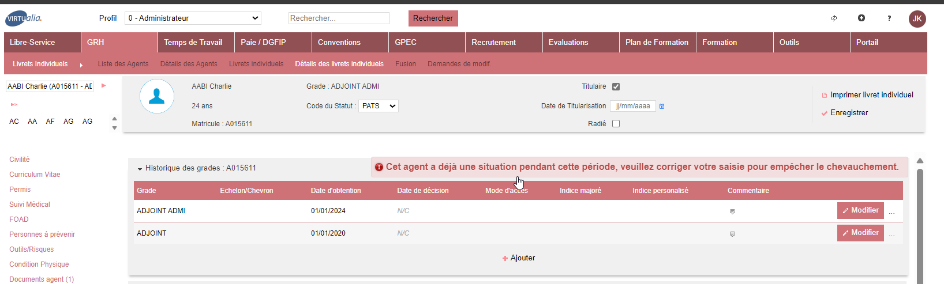 VIRTUalia.
Profil 0 - Administrateur Rechercher... Rechercher ? JK
Libre-Service GRH Temps de Travail Paie / DGFIP Conventions GPEC Recrutement Evaluations Plan de Formation Formation Outils Portail
Livrets Individuels Liste des Agents Détails des Agents Livrets Individuels Détails des livrets individuels Fusion Demandes de modif
AABI Charlie (A015611 - AD
AC AA AF AG AG
AABI Charlie Grade : ADJOINT ADMI Titulaire
24 ans Code du Statut : PATS Date de Titularisation jj/mm/aaaa
Matricule : A015611 Radié
Imprimer livret individuel
Enregistrer
Civilité
Curriculum Vitae
Permis
Suivi Médical
FOAD
Personnes à prévenir
Outils/Risques
Condition Physique
Documents agent (1)
Historique des grades : A015611
Cet agent a déjà une situation pendant cette période, veuillez corriger votre saisie pour empêcher le chevauchement.
Grade Echelon/Chevron Date d'obtention Date de décision Mode d'accès Indice majoré Indice personalisé Commentaire
ADJOINT ADMI 01/01/2024 N/C Modifier ...
ADJOINT 01/01/2020 N/C Modifier ...
+ Ajouter